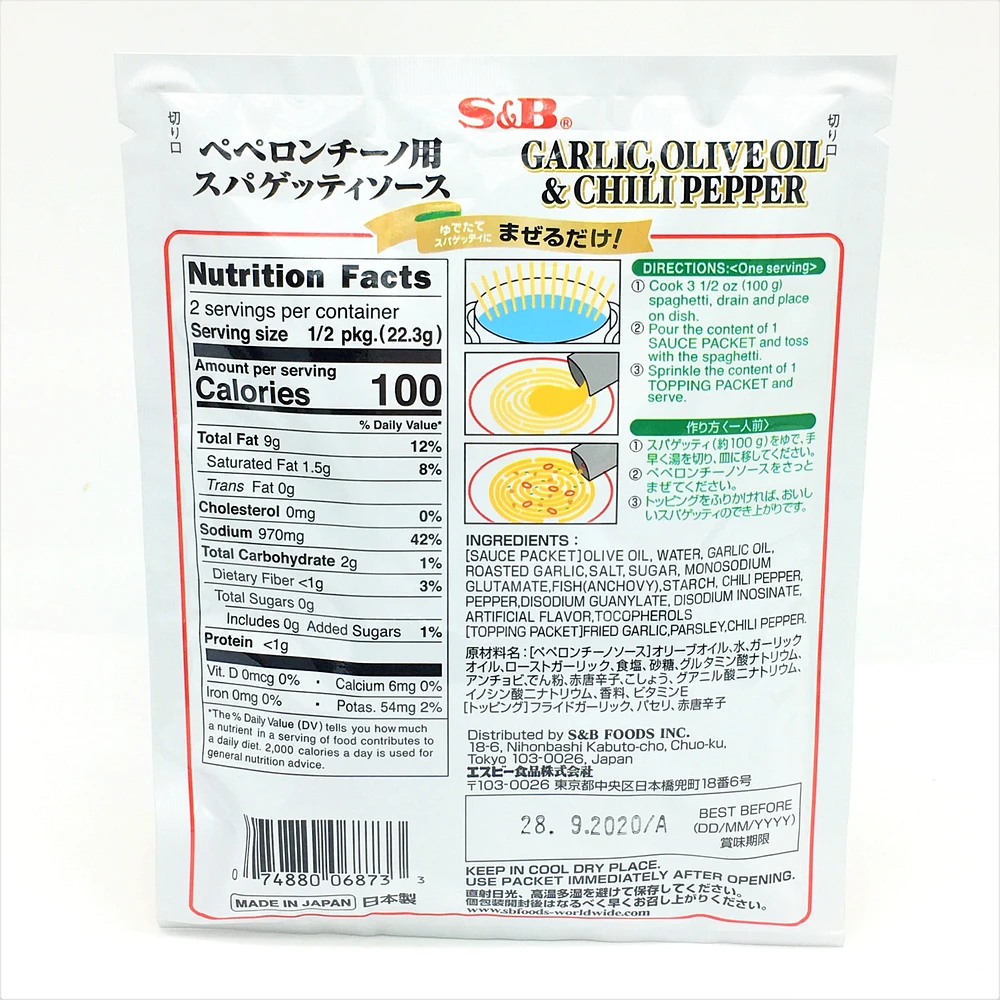 S&B®
切り口
切り口
ペペロンチーノ用
スパゲッティソース
GARLIC, OLIVE OIL
& CHILI PEPPER
ゆでたて
スパゲッティに
まぜるだけ!
Nutrition Facts
2 servings per container
Serving size 1/2 pkg.(22.3g)
Amount per serving
Calories 100
% Daily Value*
Total Fat 9g 12%
Saturated Fat 1.5g 8%
Trans Fat 0g
Cholesterol 0mg 0%
Sodium 970mg 42%
Total Carbohydrate 2g 1%
Dietary Fiber <1g 3%
Total Sugars 0g
Includes 0g Added Sugars 1%
Protein <1g
Vit. D 0mcg 0% • Calcium 6mg 0%
Iron 0mg 0% • Potas. 54mg 2%
*The % Daily Value (DV) tells you how much
a nutrient in a serving of food contributes to
a daily diet. 2,000 calories a day is used for
general nutrition advice.
DIRECTIONS:<One serving>
① Cook 3 1/2 oz (100 g)
spaghetti, drain and place
on dish.
② Pour the content of 1
SAUCE PACKET and toss
with the spaghetti.
③ Sprinkle the content of 1
TOPPING PACKET and
serve.
作り方〈一人前〉
① スパゲッティ(約100g)をゆで、手
早く湯を切り、皿に移してください。
② ペペロンチーノソースをさっと
まぜてください。
③ トッピングをふりかければ、おいし
いスパゲッティのでき上がりです。
INGREDIENTS :
[SAUCE PACKET]OLIVE OIL, WATER, GARLIC OIL,
ROASTED GARLIC,SALT, SUGAR, MONOSODIUM
GLUTAMATE,FISH(ANCHOVY),STARCH, CHILI PEPPER,
PEPPER,DISODIUM GUANYLATE, DISODIUM INOSINATE,
ARTIFICIAL FLAVOR,TOCOPHEROLS
[TOPPING PACKET]FRIED GARLIC,PARSLEY,CHILI PEPPER.
原材料名：[ペペロンチーノソース]オリーブオイル、水、ガーリック
オイル、ローストガーリック、食塩、砂糖、グルタミン酸ナトリウム、
アンチョビ、でん粉、赤唐辛子、こしょう、グアニル酸二ナトリウム、
イノシン酸二ナトリウム、香料、ビタミンE
[トッピング]フライドガーリック、パセリ、赤唐辛子
Distributed by S&B FOODS INC.
18-6, Nihonbashi Kabuto-cho, Chuo-ku,
Tokyo 103-0026, Japan
エスビー食品株式会社
〒103-0026 東京都中央区日本橋兜町18番6号
28. 9.2020/A
BEST BEFORE
(DD/MM/YYYY)
賞味期限
KEEP IN COOL DRY PLACE.
USE PACKET IMMEDIATELY AFTER OPENING.
直射日光、高温多湿を避けて保存してください。
個包装開封後はなるべく早くお召し上がりください。
www.sbfoods-worldwide.com
0 74880 06873 3
MADE IN JAPAN 日本製